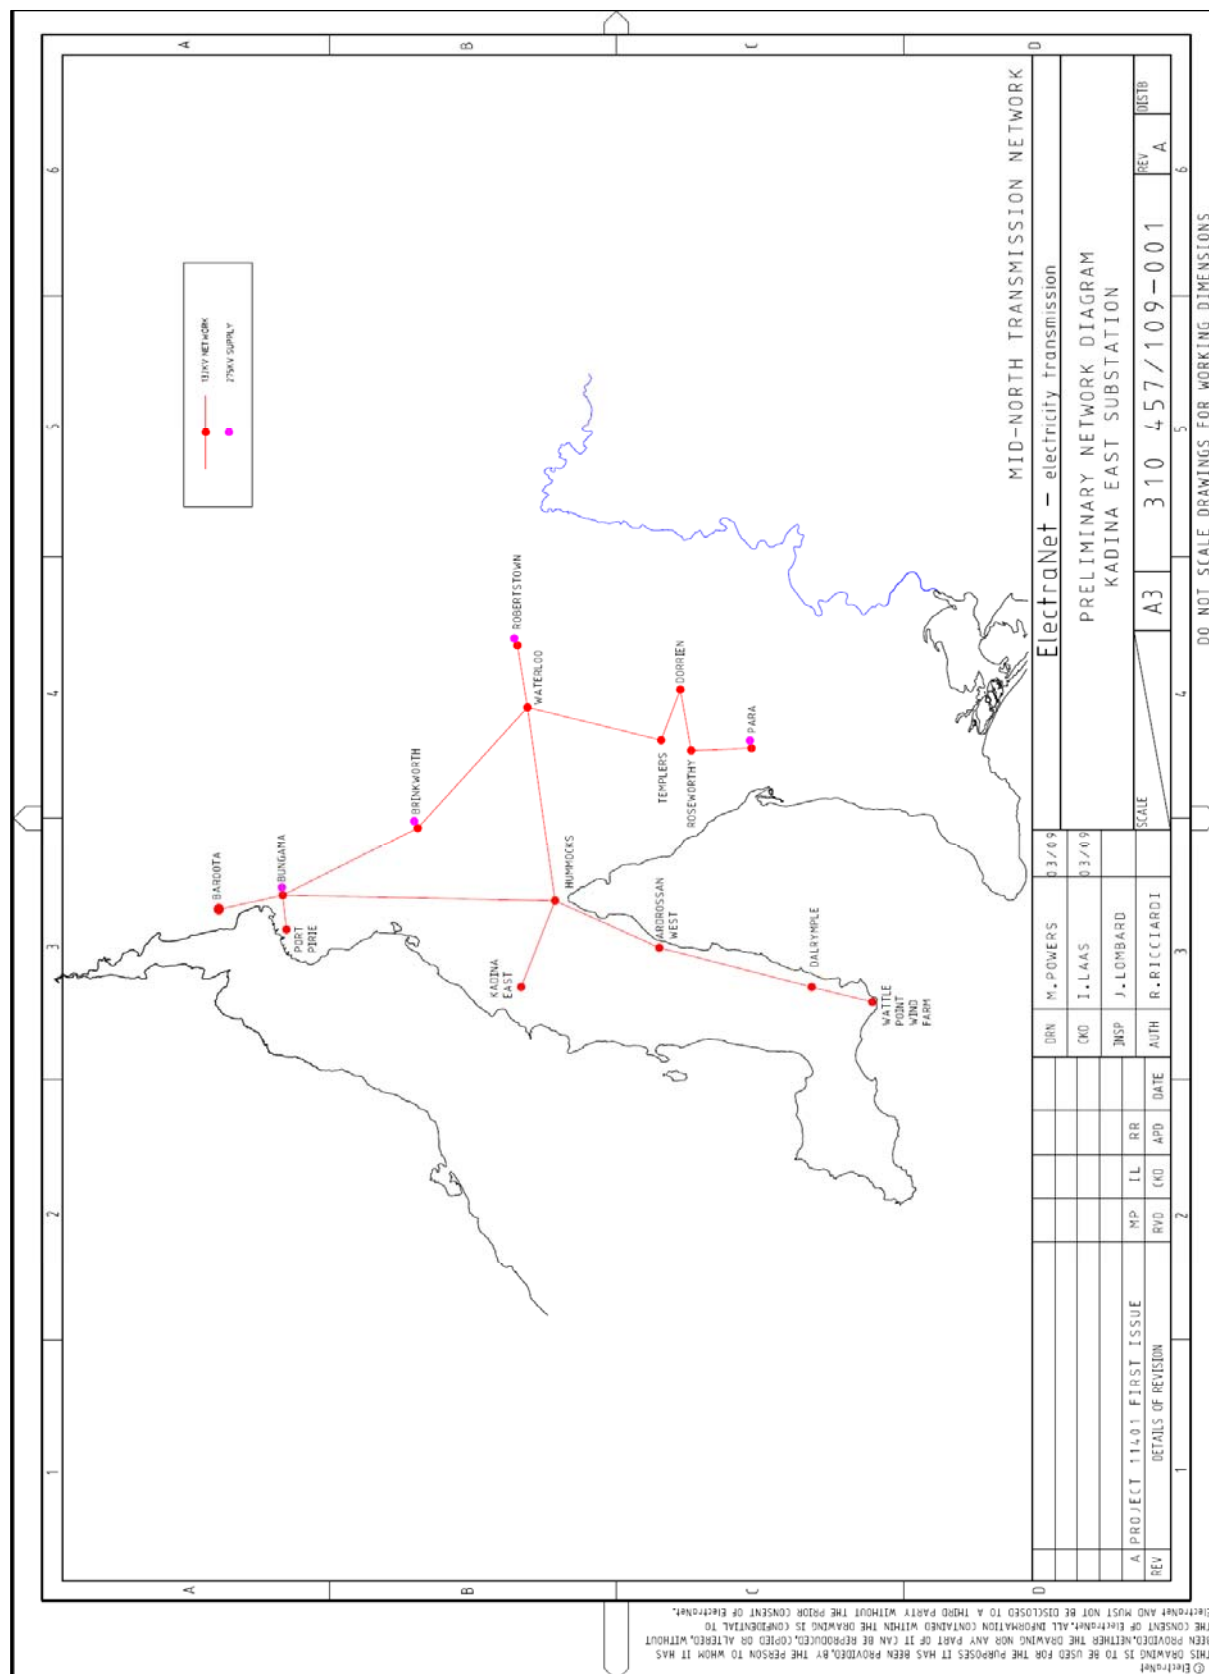 132KV NETWORK
275KV SUPPLY
BAROOTA
BUNGAMA
PORT
PIRIE
BRINKWORTH
ROBERTSTOWN
WATERLOO
KADINA
EAST
HUMMOCKS
TEMPLERS
DORRIEN
ROSEWORTHY
PARA
ARDROSSAN
WEST
DALRYMPLE
WATTLE
POINT
WIND
FARM
MID-NORTH TRANSMISSION NETWORK
ElectraNet – electricity transmission
PRELIMINARY NETWORK DIAGRAM
KADINA EAST SUBSTATION
SCALE
A3
310 457/109-001
REV
A
DISTB
DRN M.POWERS 03/09
CKD I.LAAS 03/09
INSP J.LOMBARD
AUTH R.RICCIARDI
A PROJECT 11401 FIRST ISSUE MP IL RR
REV DETAILS OF REVISION RVD CKD APD DATE
1 2 3 4 5 6
1 2 3 4 5 6
A B C D
A B C D
DO NOT SCALE DRAWINGS FOR WORKING DIMENSIONS
© ElectraNet
THIS DRAWING IS TO BE USED FOR THE PURPOSES IT HAS BEEN PROVIDED, BY THE PERSON TO WHOM IT HAS
BEEN PROVIDED. NEITHER THE DRAWING NOR ANY PART OF IT CAN BE REPRODUCED, COPIED OR ALTERED, WITHOUT
THE CONSENT OF ElectraNet. ALL INFORMATION CONTAINED WITHIN THE DRAWING IS CONFIDENTIAL TO
ElectraNet AND MUST NOT BE DISCLOSED TO A THIRD PARTY WITHOUT THE PRIOR CONSENT OF ElectraNet.